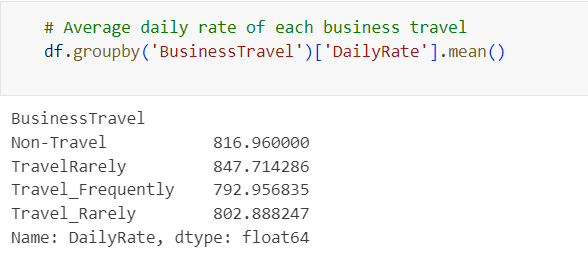 # Average daily rate of each business travel
df.groupby('BusinessTravel')['DailyRate'].mean()
BusinessTravel
Non-Travel 816.960000
TravelRarely 847.714286
Travel_Frequently 792.956835
Travel_Rarely 802.888247
Name: DailyRate, dtype: float64